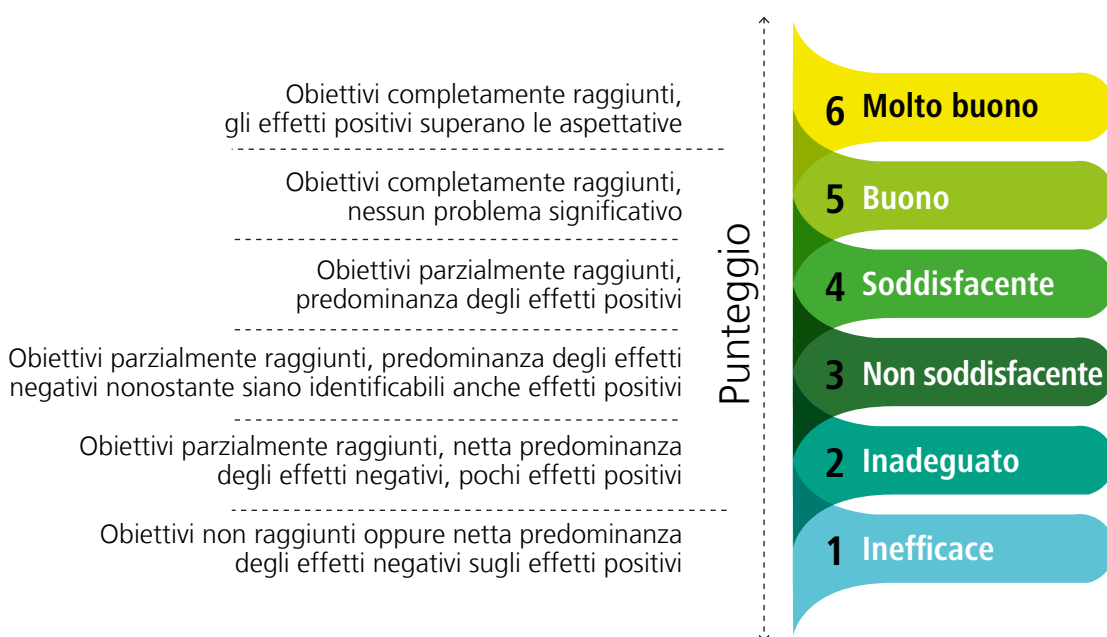 Obiettivi completamente raggiunti,
gli effetti positivi superano le aspettative
6 Molto buono
Obiettivi completamente raggiunti,
nessun problema significativo
5 Buono
Obiettivi parzialmente raggiunti,
predominanza degli effetti positivi
4 Soddisfacente
Punteggio
Obiettivi parzialmente raggiunti, predominanza degli effetti
negativi nonostante siano identificabili anche effetti positivi
3 Non soddisfacente
Obiettivi parzialmente raggiunti, netta predominanza
degli effetti negativi, pochi effetti positivi
2 Inadeguato
Obiettivi non raggiunti oppure netta predominanza
degli effetti negativi sugli effetti positivi
1 Inefficace